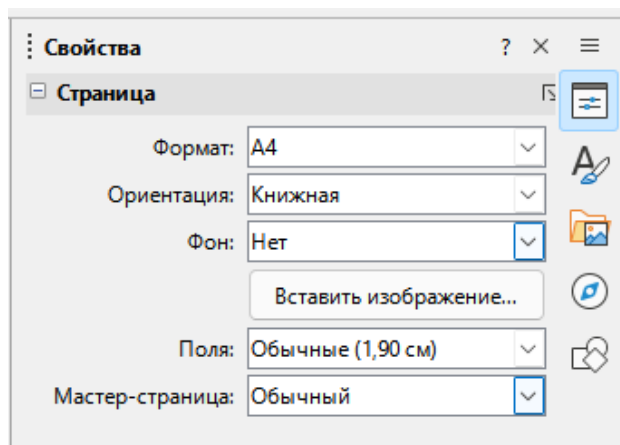 Свойства ?
Страница
Формат: A4
Ориентация: Книжная
Фон: Нет
Вставить изображение...
Поля: Обычные (1,90 см)
Мастер-страница: Обычный